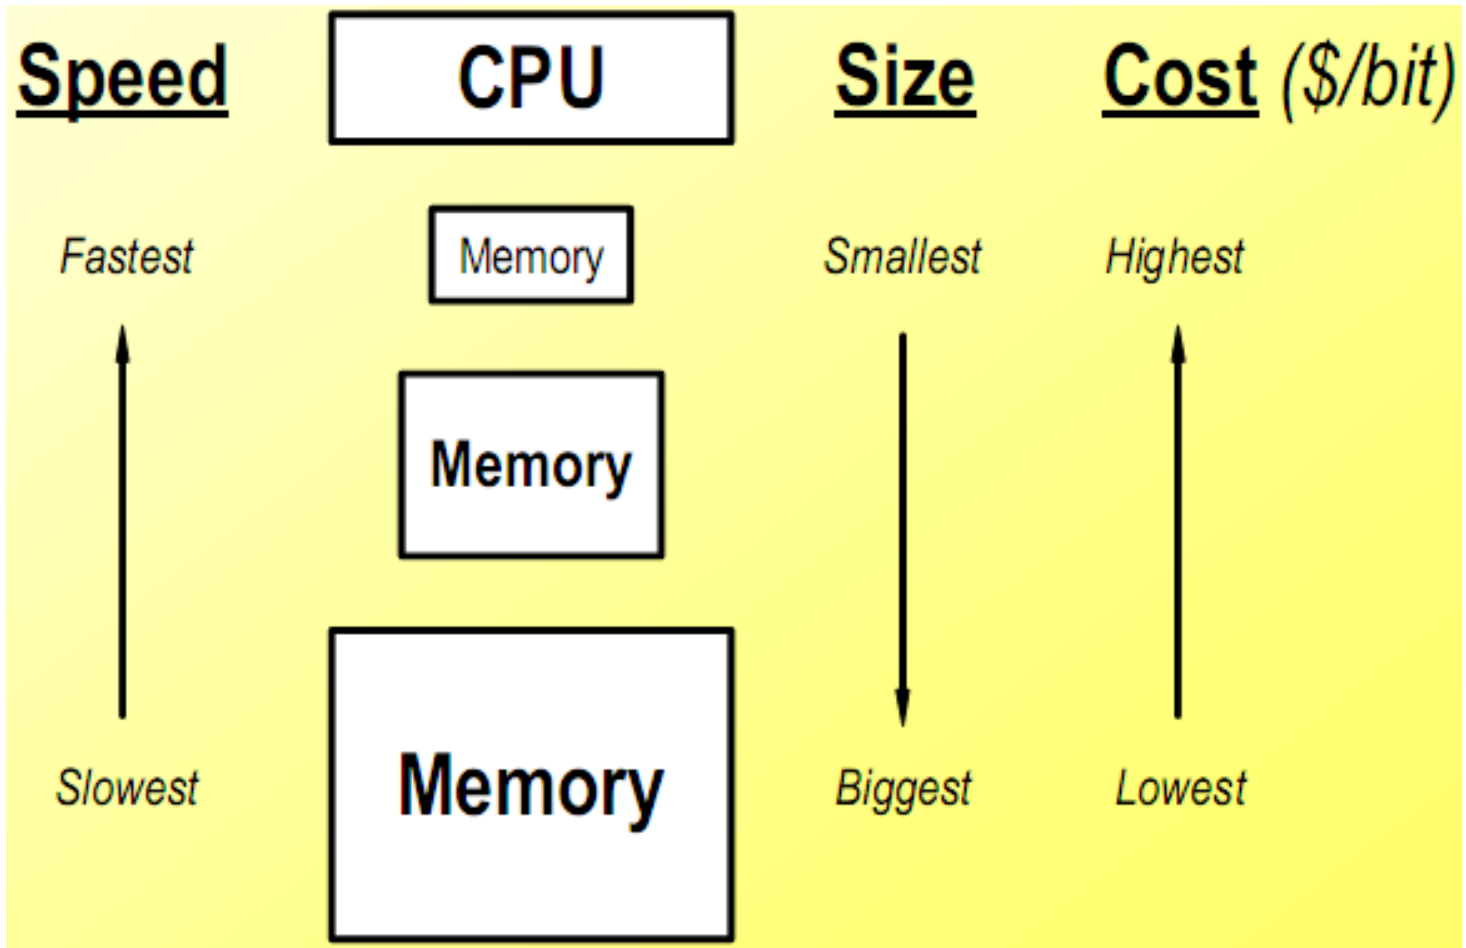 Speed CPU Size Cost ($/bit)
Fastest Memory Smallest Highest
Memory
Slowest Memory Biggest Lowest